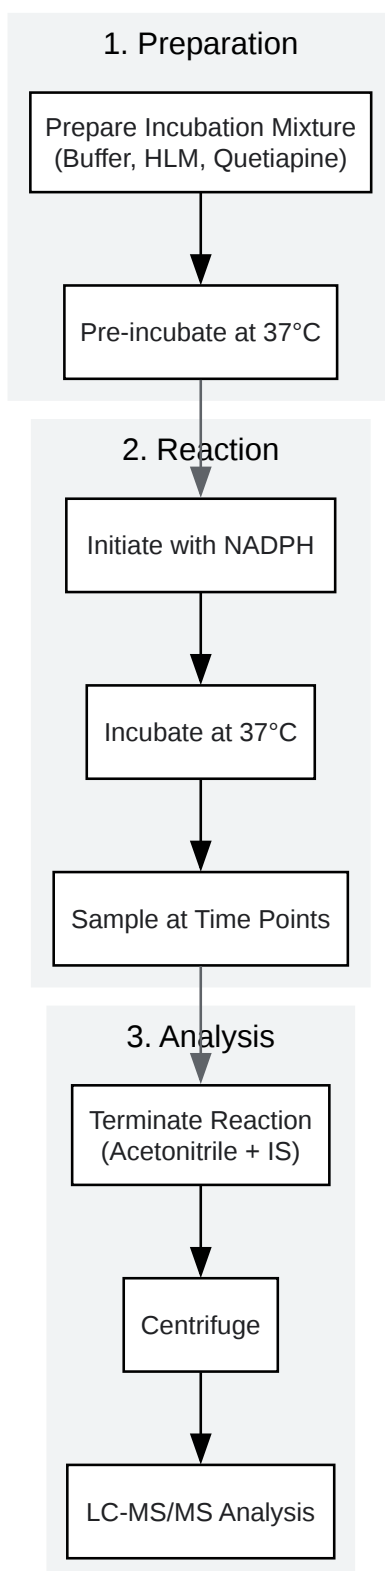 1. Preparation
Prepare Incubation Mixture
(Buffer, HLM, Quetiapine)
Pre-incubate at 37°C
2. Reaction
Initiate with NADPH
Incubate at 37°C
Sample at Time Points
3. Analysis
Terminate Reaction
(Acetonitrile + IS)
Centrifuge
LC-MS/MS Analysis